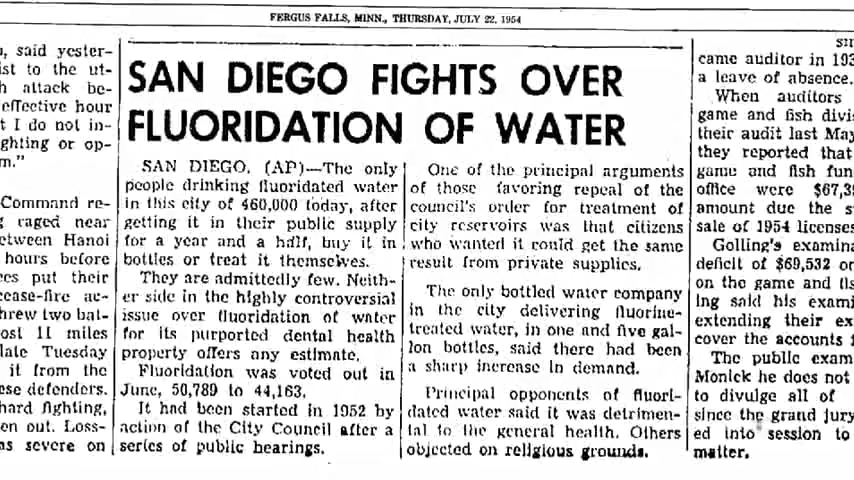 FERGUS FALLS, MINN., THURSDAY, JULY 22, 1954
said yester-
ist to the ut-
attack be-
effective hour
t I do not in-
ghting or op-
m."
Command re-
raged near
etween Hanoi
hours before
es put their
cease-fire ac-
hrew two bal-
ost 11 miles
late Tuesday
it from the
ese defenders.
hard fighting,
en out. Loss-
as severe on
SAN DIEGO FIGHTS OVER
FLUORIDATION OF WATER
SAN DIEGO, (AP)—The only
people drinking fluoridated water
in this city of 460,000 today, after
getting it in their public supply
for a year and a half, buy it in
bottles or treat it themselves.
They are admittedly few. Neith-
er side in the highly controversial
issue over fluoridation of water
for its purported dental health
property offers any estimate.
Fluoridation was voted out in
June, 50,789 to 44,163.
It had been started in 1952 by
action of the City Council after a
series of public hearings.
One of the principal arguments
of those favoring repeal of the
council's order for treatment of
city reservoirs was that citizens
who wanted it could get the same
result from private supplies.
The only bottled water company
in the city delivering fluorine-
treated water, in one and five gal-
lon bottles, said there had been
a sharp increase in demand.
Principal opponents of fluori-
dated water said it was detrimen-
tal to the general health. Others
objected on religious grounds.
came auditor in 193
a leave of absence.
When auditors
game and fish divis
their audit last May
they reported that
game and fish fun
office were $67,39
amount due the s
sale of 1954 licenses
Golling's examina
deficit of $69,532 or
on the game and fis
ing said his exami
extending their ex
cover the accounts f
The public exam
Monick he does not
to divulge all of
since the grand jury
ed into session to
matter.